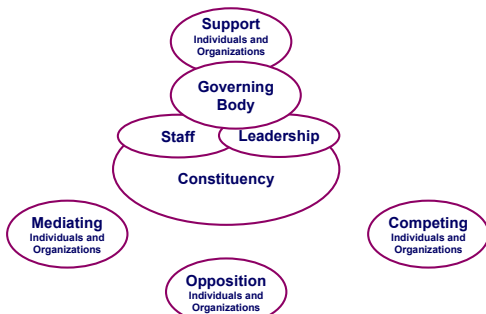 Support
Individuals and
Organizations
Governing
Body
Staff
Leadership
Constituency
Mediating
Individuals and
Organizations
Competing
Individuals and
Organizations
Opposition
Individuals and
Organizations